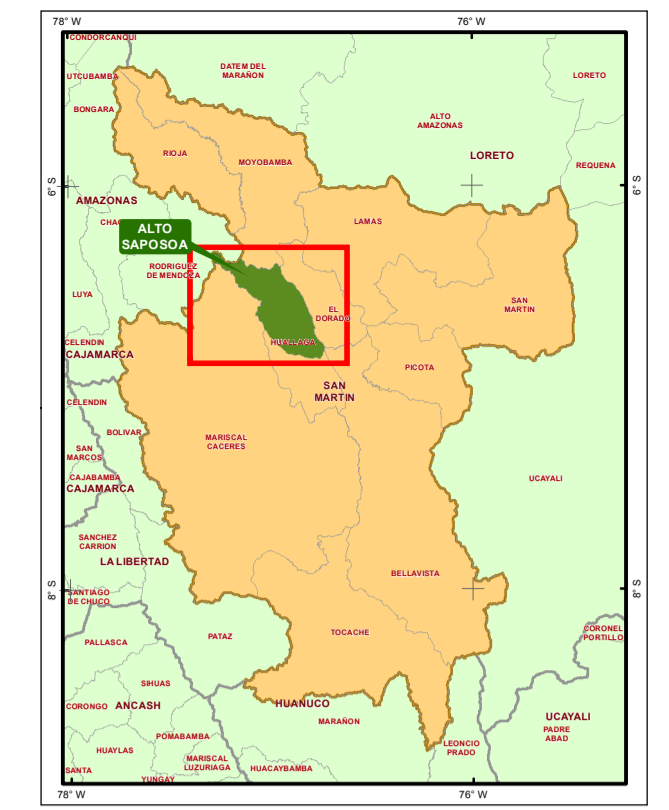 78° W
76° W
CONDORCANQUI
DATEM DEL
MARAÑON
UTCUBAMBA
LORETO
BONGARA
ALTO
AMAZONAS
RIOJA
MOYOBAMBA
LORETO
REQUENA
6° S
6° S
AMAZONAS
CHAC
LAMAS
ALTO
SAPOSOA
RODRIGUEZ
DE MENDOZA
LUYA
EL
DORADO
SAN
MARTIN
CELENDIN
CAJAMARCA
HUALLAGA
PICOTA
SAN
MARTIN
CELENDIN
BOLIVAR
MARISCAL
CACERES
SAN
MARCOS
CAJABAMBA
CAJAMARCA
UCAYALI
SANCHEZ
CARRION
LA LIBERTAD
BELLAVISTA
8° S
8° S
SANTIAGO
DE CHUCO
PALLASCA
PATAZ
TOCACHE
CORONEL
PORTILLO
SIHUAS
CORONGO
ANCASH
HUANUCO
MARAÑON
UCAYALI
PADRE
ABAD
POMABAMBA
HUAYLAS
MARISCAL
LUZURIAGA
LEONCIO
PRADO
SANTA
YUNGAY
HUACAYBAMBA
78° W
76° W